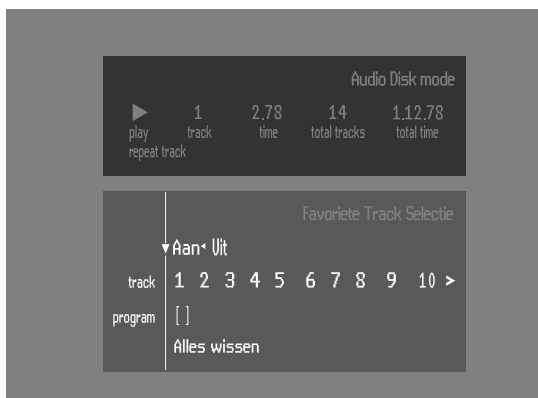 Audio Disk mode
1 2.78 14 1.12.78
play track time total tracks total time
repeat track
Favoriete Track Selectie
Aan Uit
track 1 2 3 4 5 6 7 8 9 10 >
program [ ]
Alles wissen